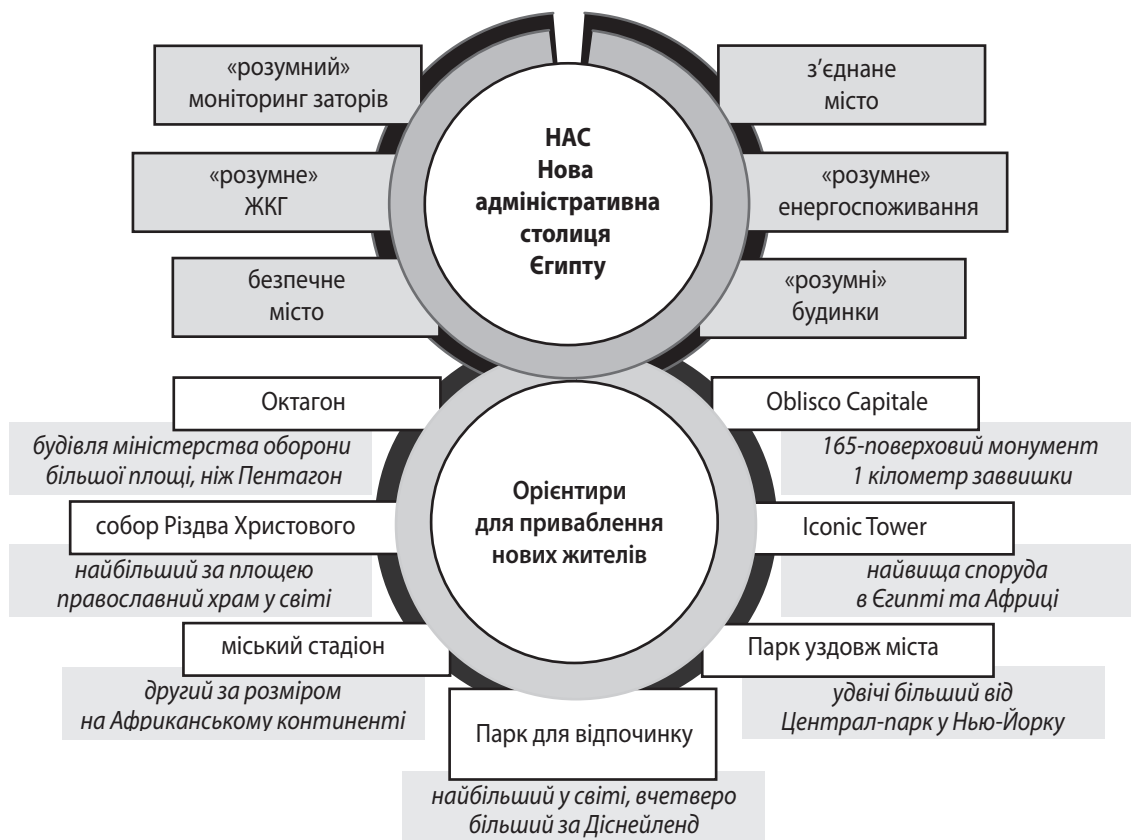 «розумний»
моніторинг заторів
«розумне»
ЖКГ
безпечне
місто
НАС
Нова
адміністративна
столиця
Єгипту
з’єднане
місто
«розумне»
енергоспоживання
«розумні»
будинки
Октагон
будівля міністерства оборони
більшої площі, ніж Пентагон
собор Різдва Христового
найбільший за площею
православний храм у світі
міський стадіон
другий за розміром
на Африканському континенті
Орієнтири
для приваблення
нових жителів
Oblisco Capitale
165-поверховий монумент
1 кілометр заввишки
Iconic Tower
найвища споруда
в Єгипті та Африці
Парк уздовж міста
удвічі більший від
Централ-парк у Нью-Йорку
Парк для відпочинку
найбільший у світі, вчетверо
більший за Діснейленд